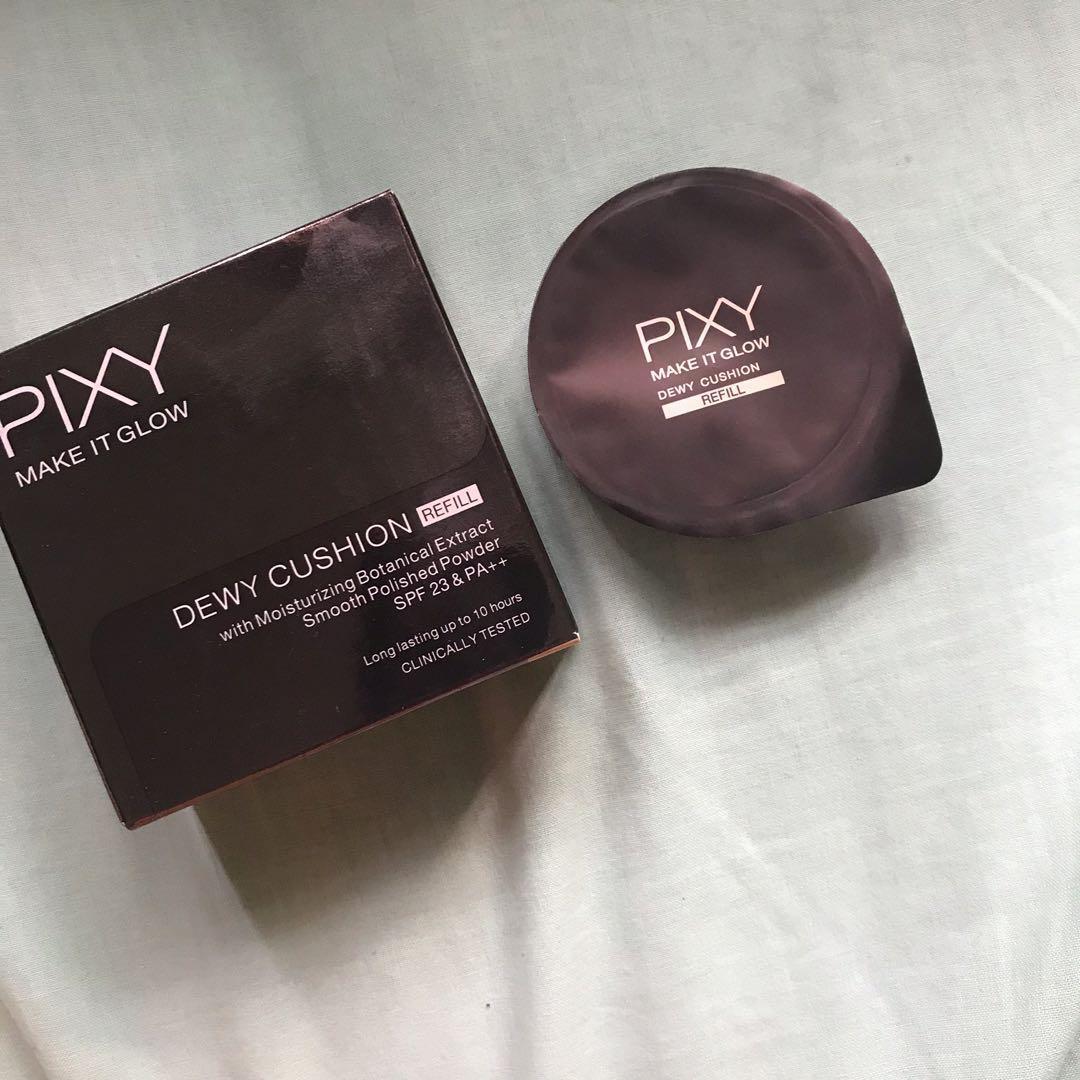 PIXY
MAKE IT GLOW
DEWY CUSHION REFILL
with Moisturizing Botanical Extract
Smooth Polished Powder
SPF 23 & PA++
Long lasting up to 10 hours
CLINICALLY TESTED
PIXY
MAKE IT GLOW
DEWY CUSHION
REFILL